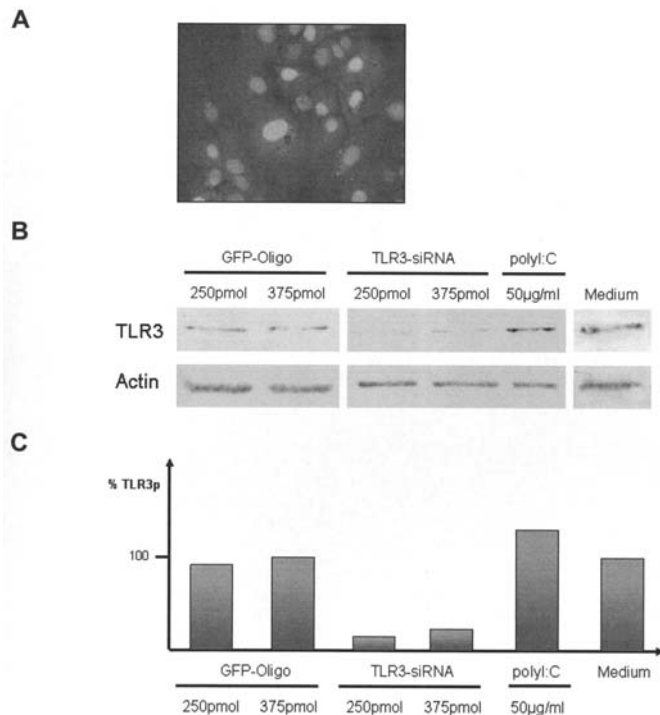 A
B
GFP-Oligo TLR3-siRNA polyI:C
250pmol 375pmol 250pmol 375pmol 50µg/ml Medium
TLR3
Actin
C
% TLR3p
100
GFP-Oligo TLR3-siRNA polyI:C Medium
250pmol 375pmol 250pmol 375pmol 50µg/ml